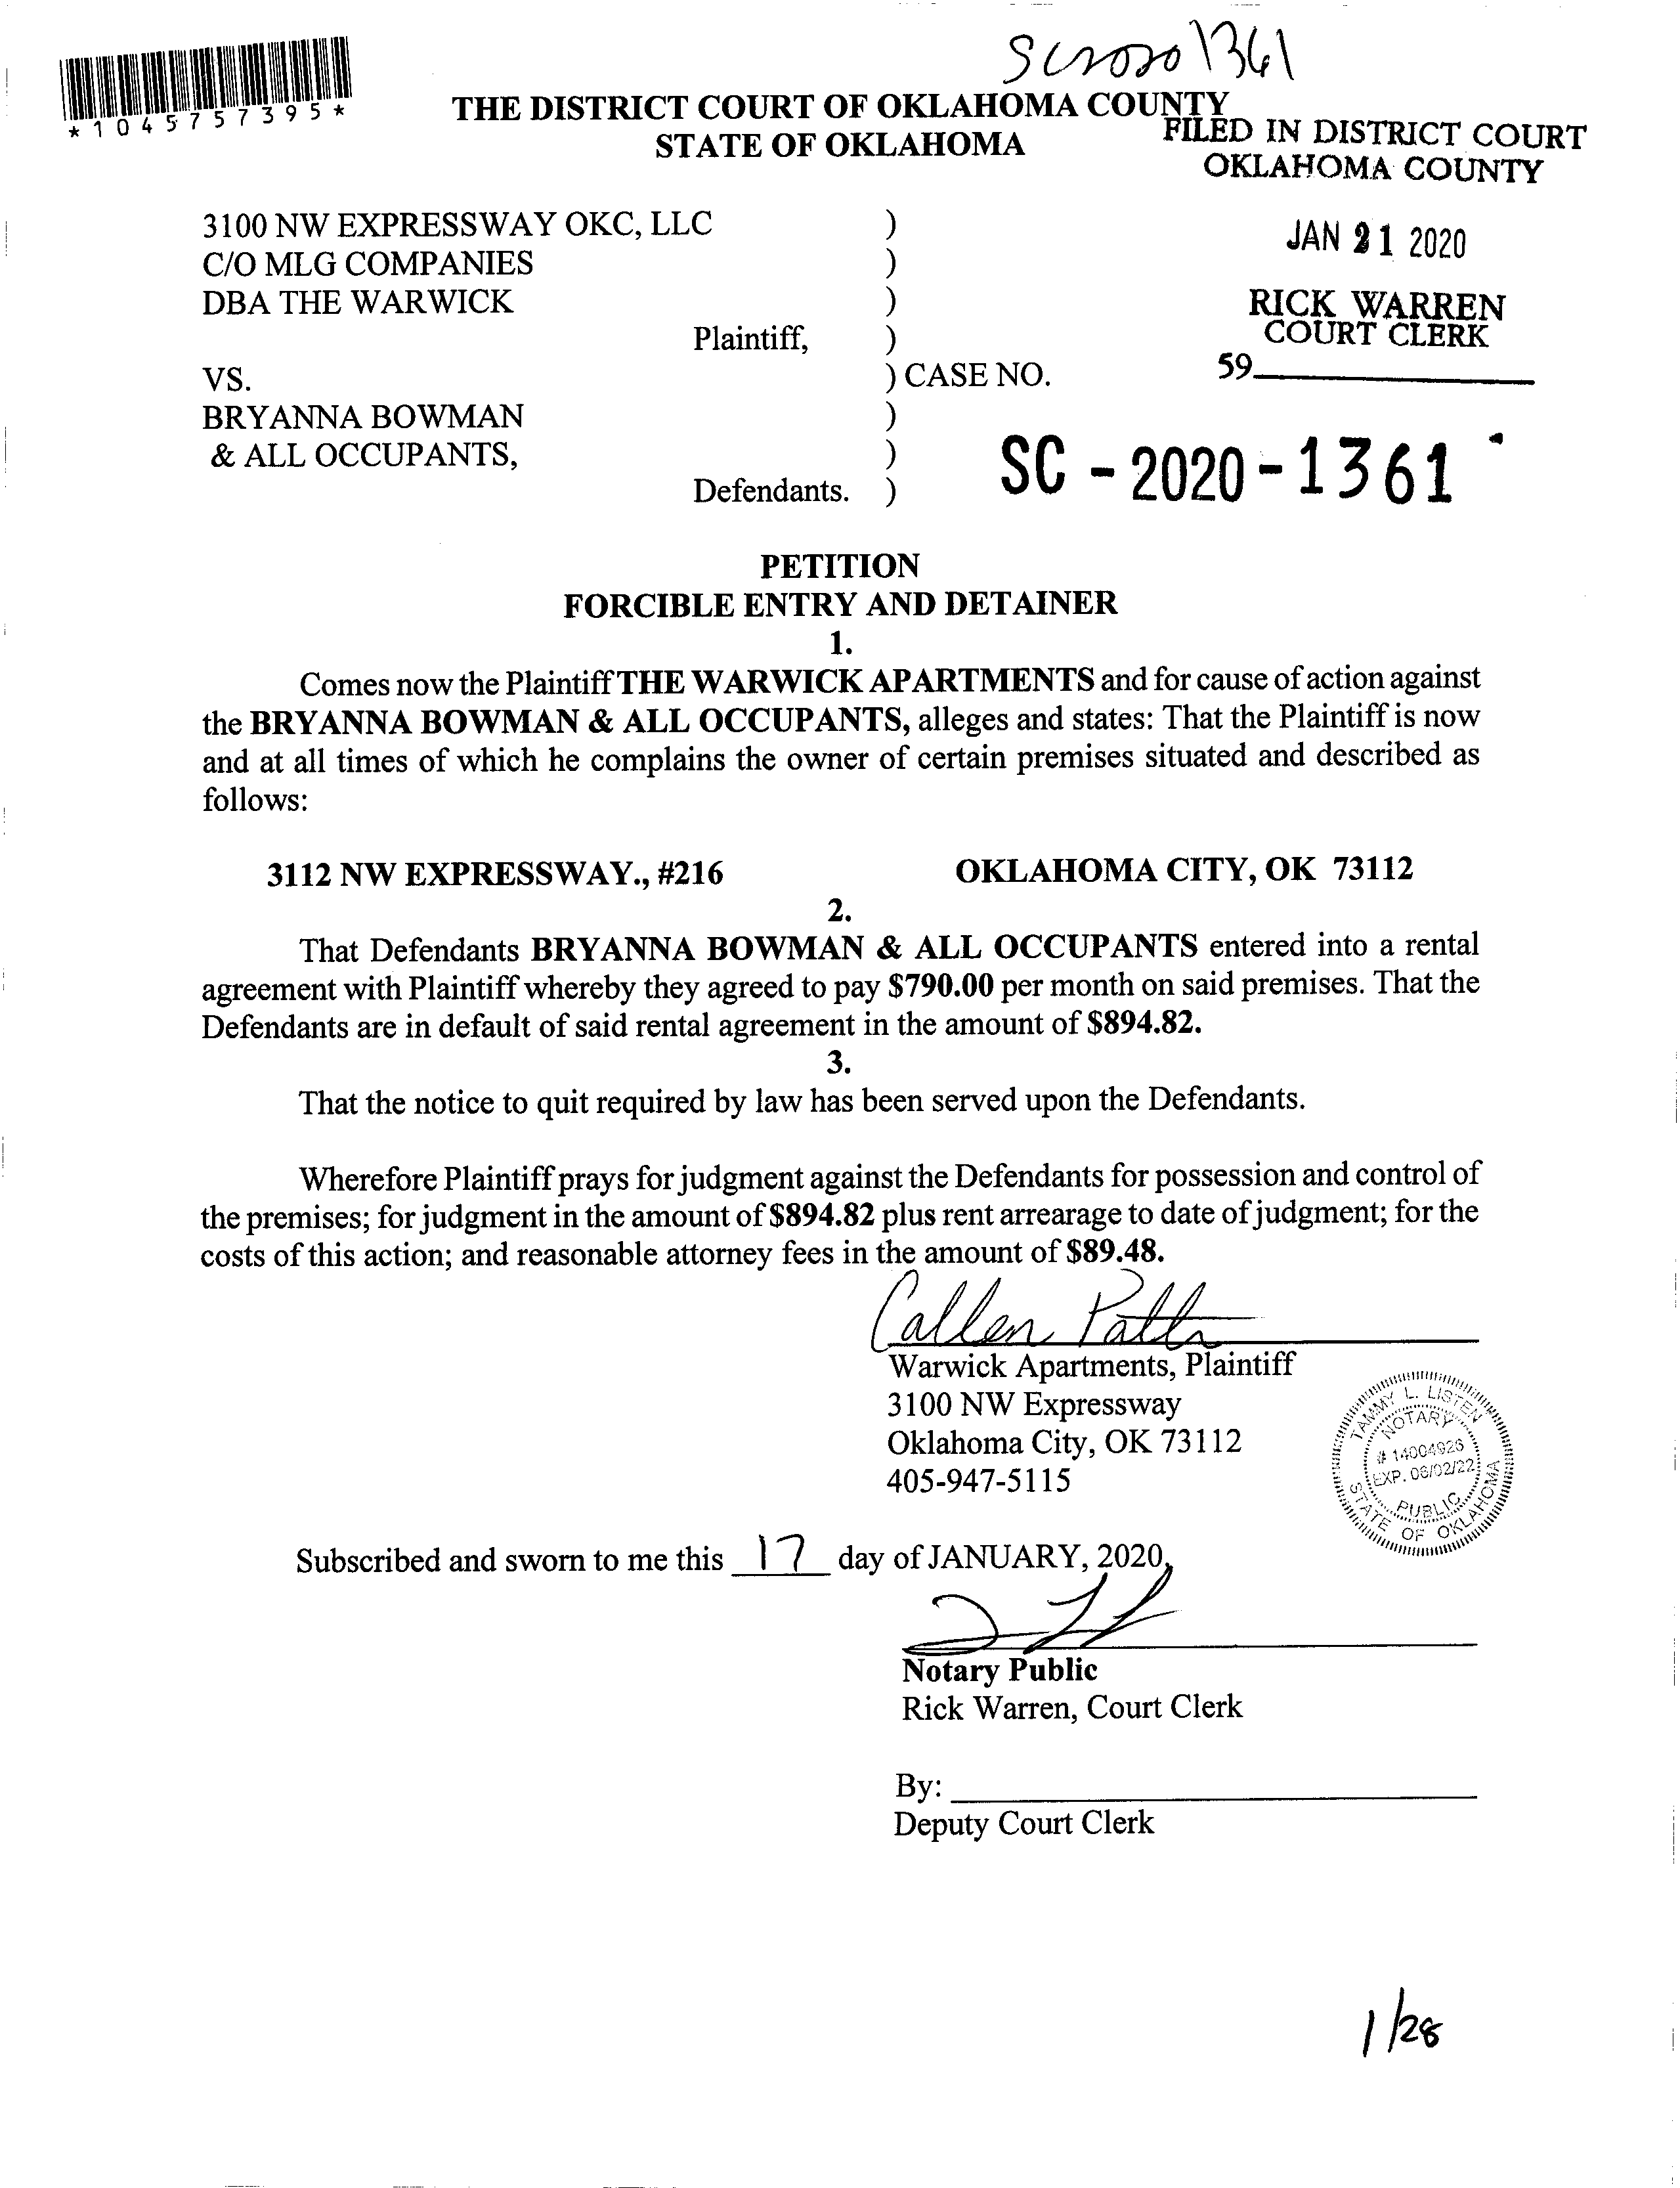 SC20201361
*1045757395*
THE DISTRICT COURT OF OKLAHOMA COUNTY
STATE OF OKLAHOMA
FILED IN DISTRICT COURT
OKLAHOMA COUNTY
JAN 21 2020
RICK WARREN
COURT CLERK
59
3100 NW EXPRESSWAY OKC, LLC )
C/O MLG COMPANIES )
DBA THE WARWICK )
Plaintiff, )
VS. ) CASE NO.
BRYANNA BOWMAN )
& ALL OCCUPANTS, )
Defendants. )
SC - 2020 - 1361
PETITION
FORCIBLE ENTRY AND DETAINER
1.
Comes now the Plaintiff THE WARWICK APARTMENTS and for cause of action against
the BRYANNA BOWMAN & ALL OCCUPANTS, alleges and states: That the Plaintiff is now
and at all times of which he complains the owner of certain premises situated and described as
follows:
3112 NW EXPRESSWAY., #216 OKLAHOMA CITY, OK 73112
2.
That Defendants BRYANNA BOWMAN & ALL OCCUPANTS entered into a rental
agreement with Plaintiff whereby they agreed to pay $790.00 per month on said premises. That the
Defendants are in default of said rental agreement in the amount of $894.82.
3.
That the notice to quit required by law has been served upon the Defendants.
Wherefore Plaintiff prays for judgment against the Defendants for possession and control of
the premises; for judgment in the amount of $894.82 plus rent arrearage to date of judgment; for the
costs of this action; and reasonable attorney fees in the amount of $89.48.
Callen
Warwick Apartments, Plaintiff
3100 NW Expressway
Oklahoma City, OK 73112
405-947-5115
TAMMY L. LISTEN
NOTARY
# 14004926
EXP. 06/02/22
PUBLIC
STATE OF OKLAHOMA
Subscribed and sworn to me this 17 day of JANUARY, 2020,
Notary Public
Rick Warren, Court Clerk
By:
Deputy Court Clerk
1/28